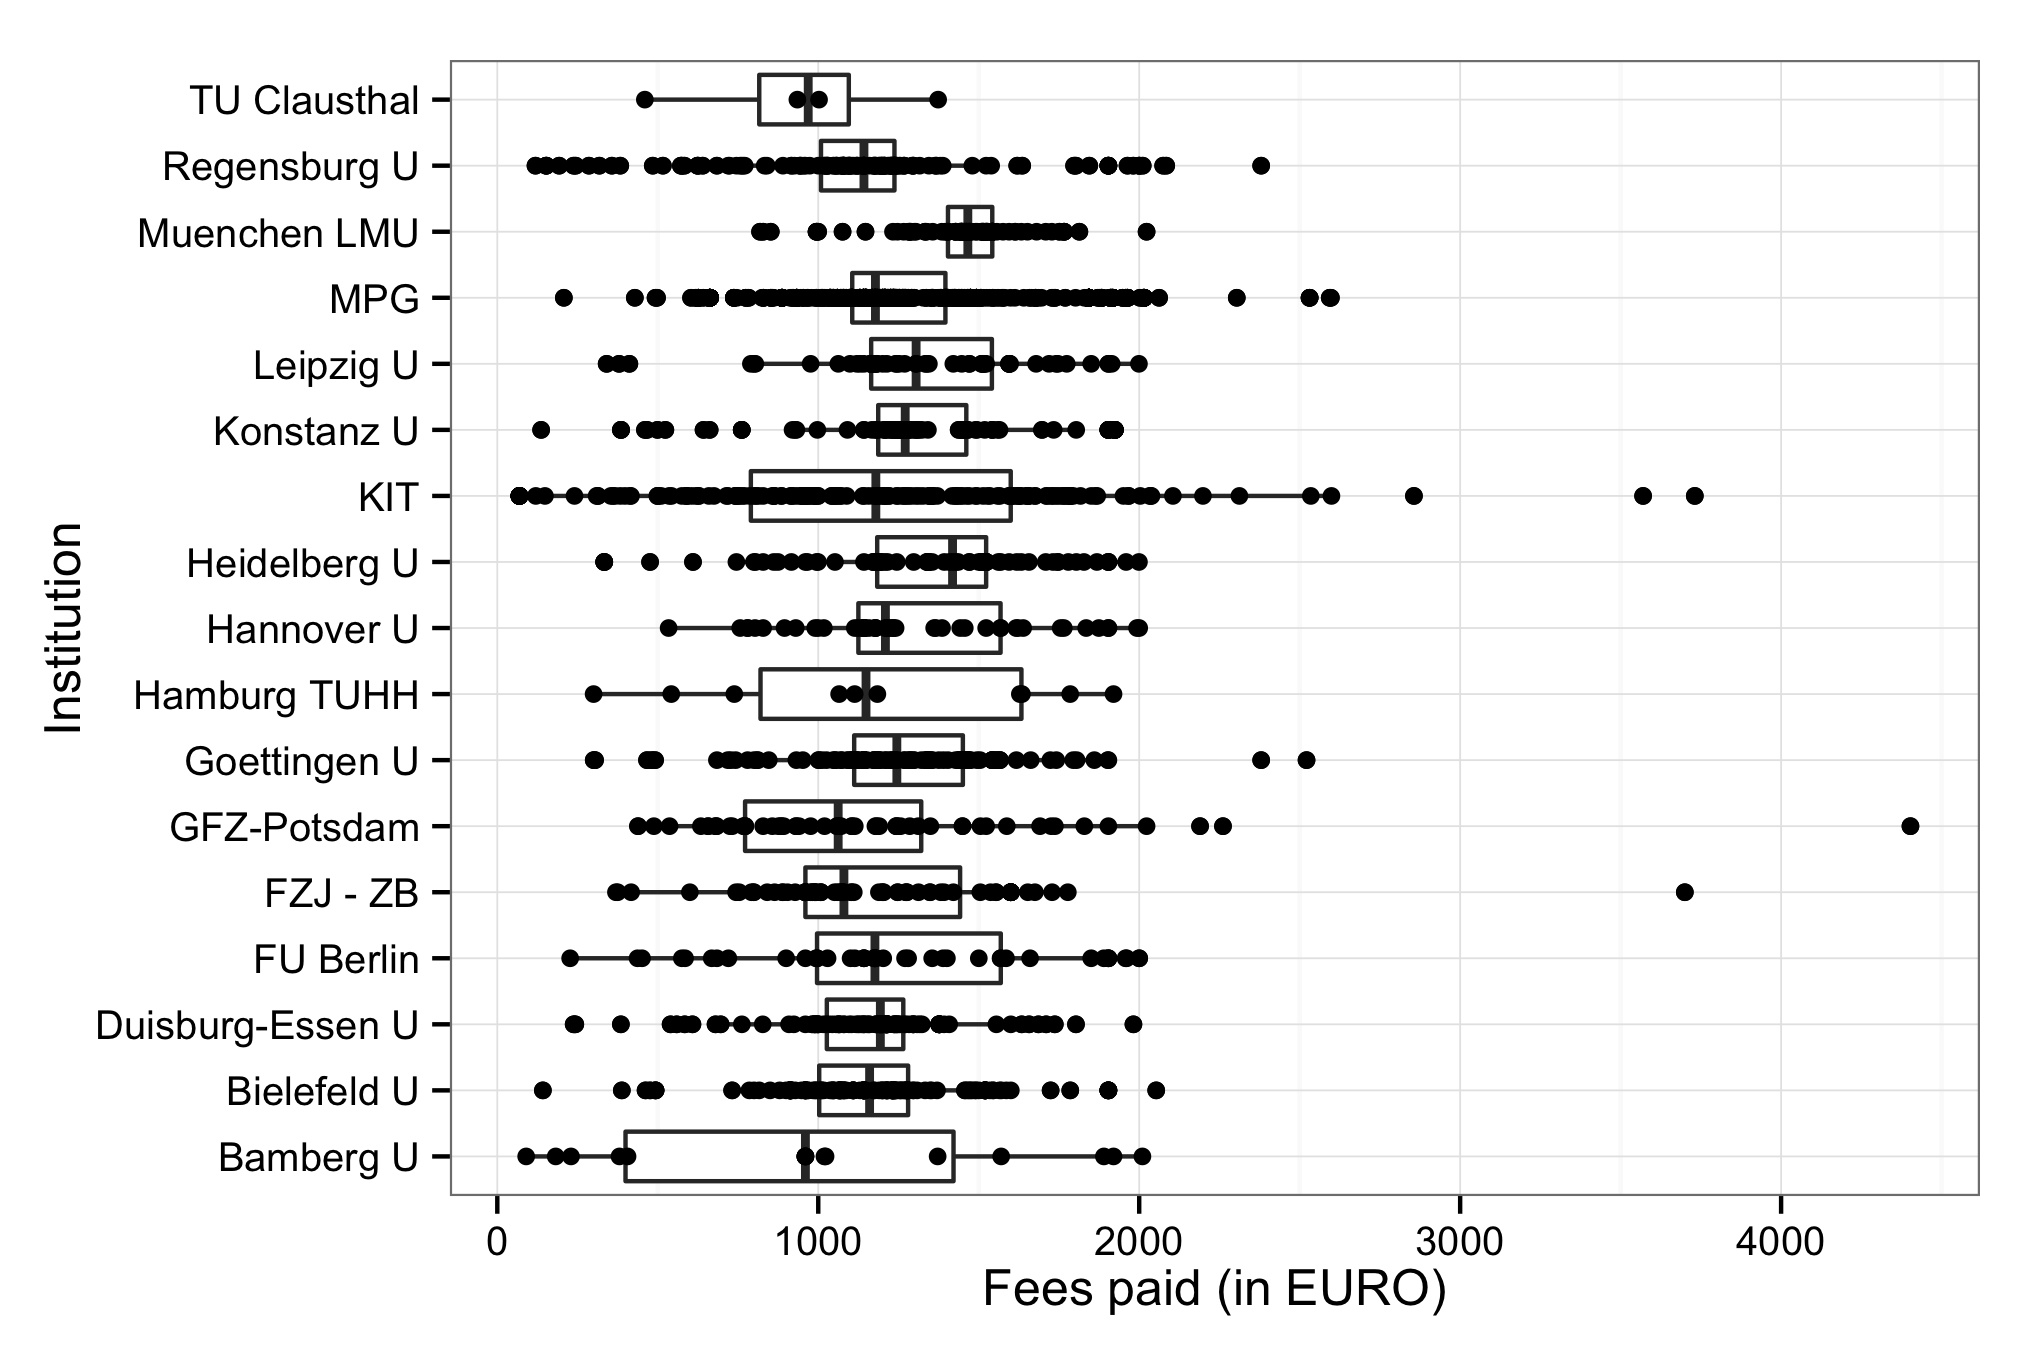 TU Clausthal
Regensburg U
Muenchen LMU
MPG
Leipzig U
Konstanz U
KIT
Heidelberg U
Hannover U
Hamburg TUHH
Goettingen U
GFZ-Potsdam
FZJ - ZB
FU Berlin
Duisburg-Essen U
Bielefeld U
Bamberg U
Institution
0 1000 2000 3000 4000
Fees paid (in EURO)